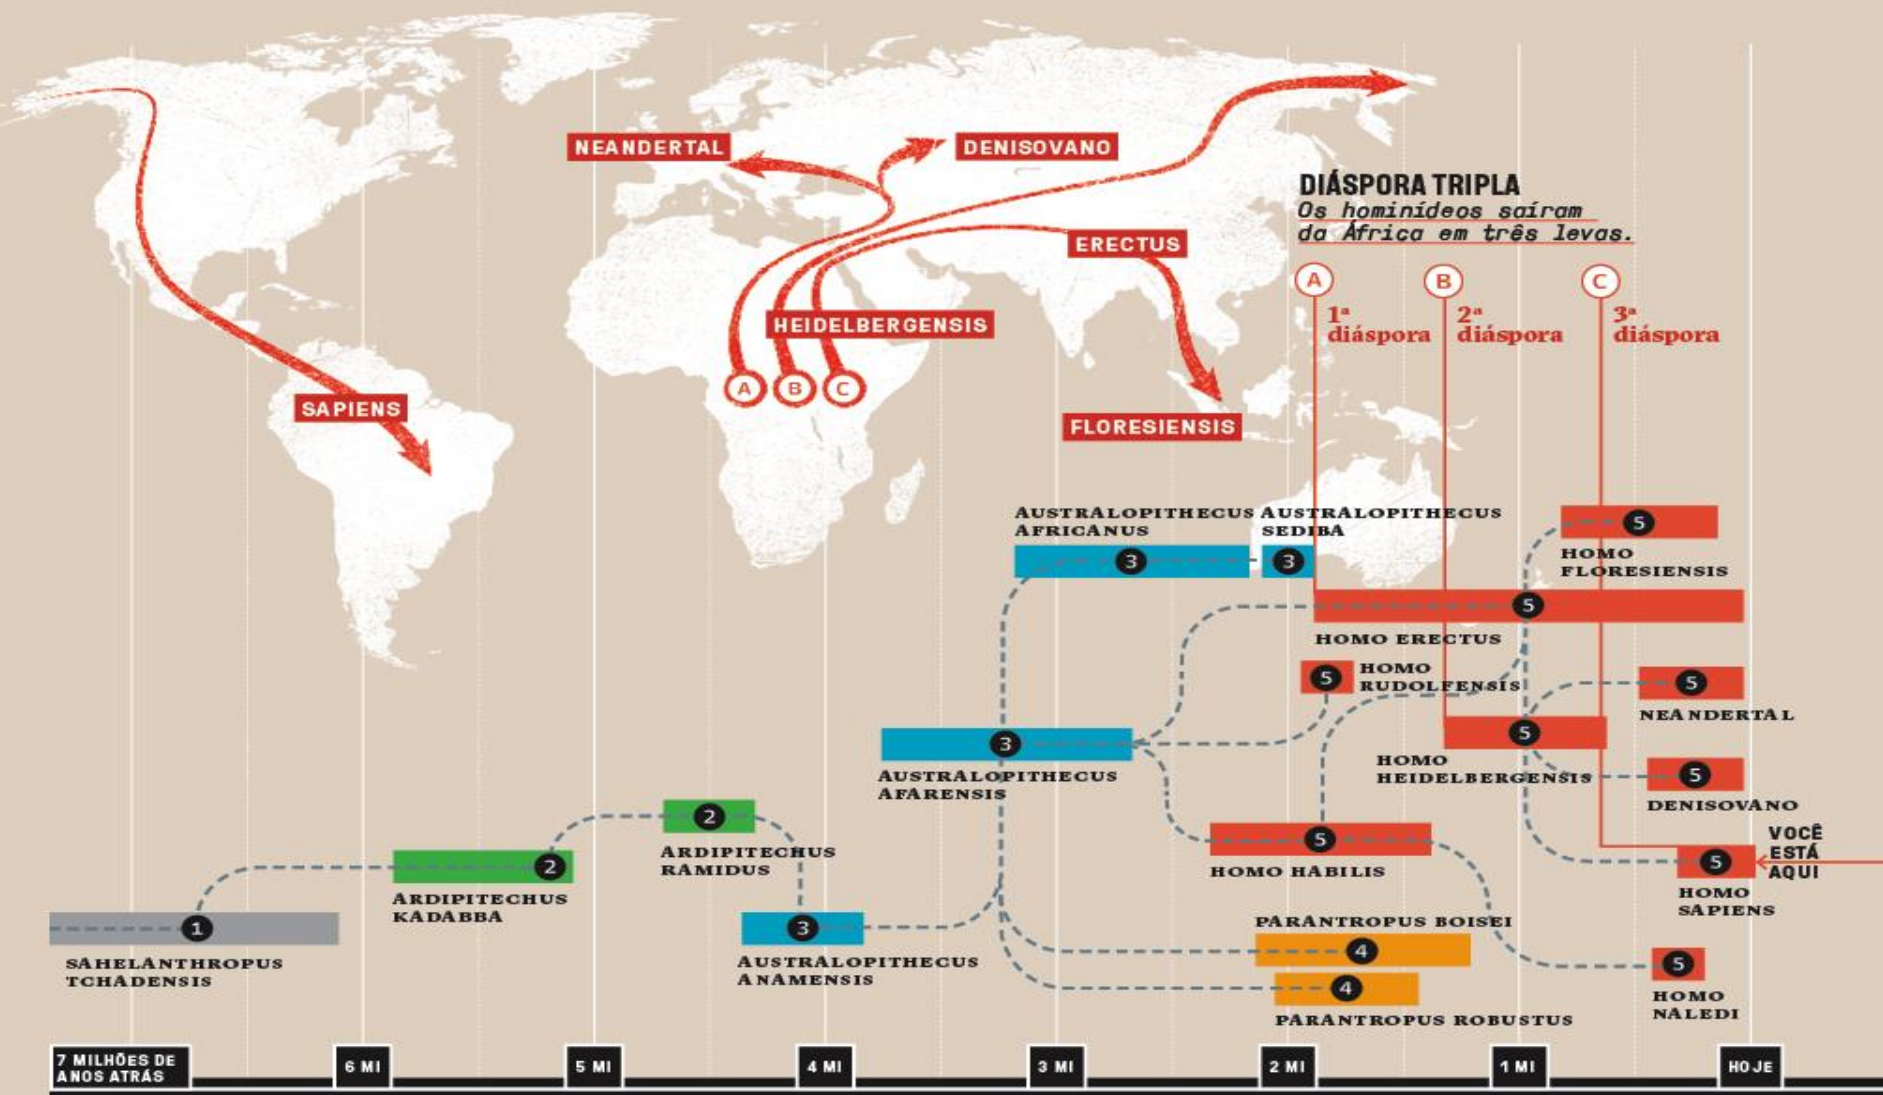 NEANDERTAL
DENISOVANO
DIÁSPORA TRIPLA
Os hominídeos saíram
da África em três levas.
ERECTUS
A
B
C
1ª
diáspora
2ª
diáspora
3ª
diáspora
HEIDELBERGENSIS
A
B
C
SAPIENS
FLORESIENSIS
AUSTRALOPITHECUS
AFRICANUS
3
AUSTRALOPITHECUS
SEDIBA
3
5
HOMO
FLORESIENSIS
5
HOMO ERECTUS
5
HOMO
RUDOLFENSIS
5
NEANDERTAL
5
HOMO
HEIDELBERGENSIS
3
AUSTRALOPITHECUS
AFARENSIS
5
DENISOVANO
2
ARDIPITECHUS
RAMIDUS
5
HOMO HABILIS
VOCÊ
ESTÁ
AQUI
5
HOMO
SAPIENS
2
ARDIPITECHUS
KADABBA
1
SAHELANTHROPUS
TCHADENSIS
3
AUSTRALOPITHECUS
ANAMENSIS
PARANTROPUS BOISEI
4
4
PARANTROPUS ROBUSTUS
5
HOMO
NALEDI
7 MILHÕES DE
ANOS ATRÁS
6 MI
5 MI
4 MI
3 MI
2 MI
1 MI
HOJE